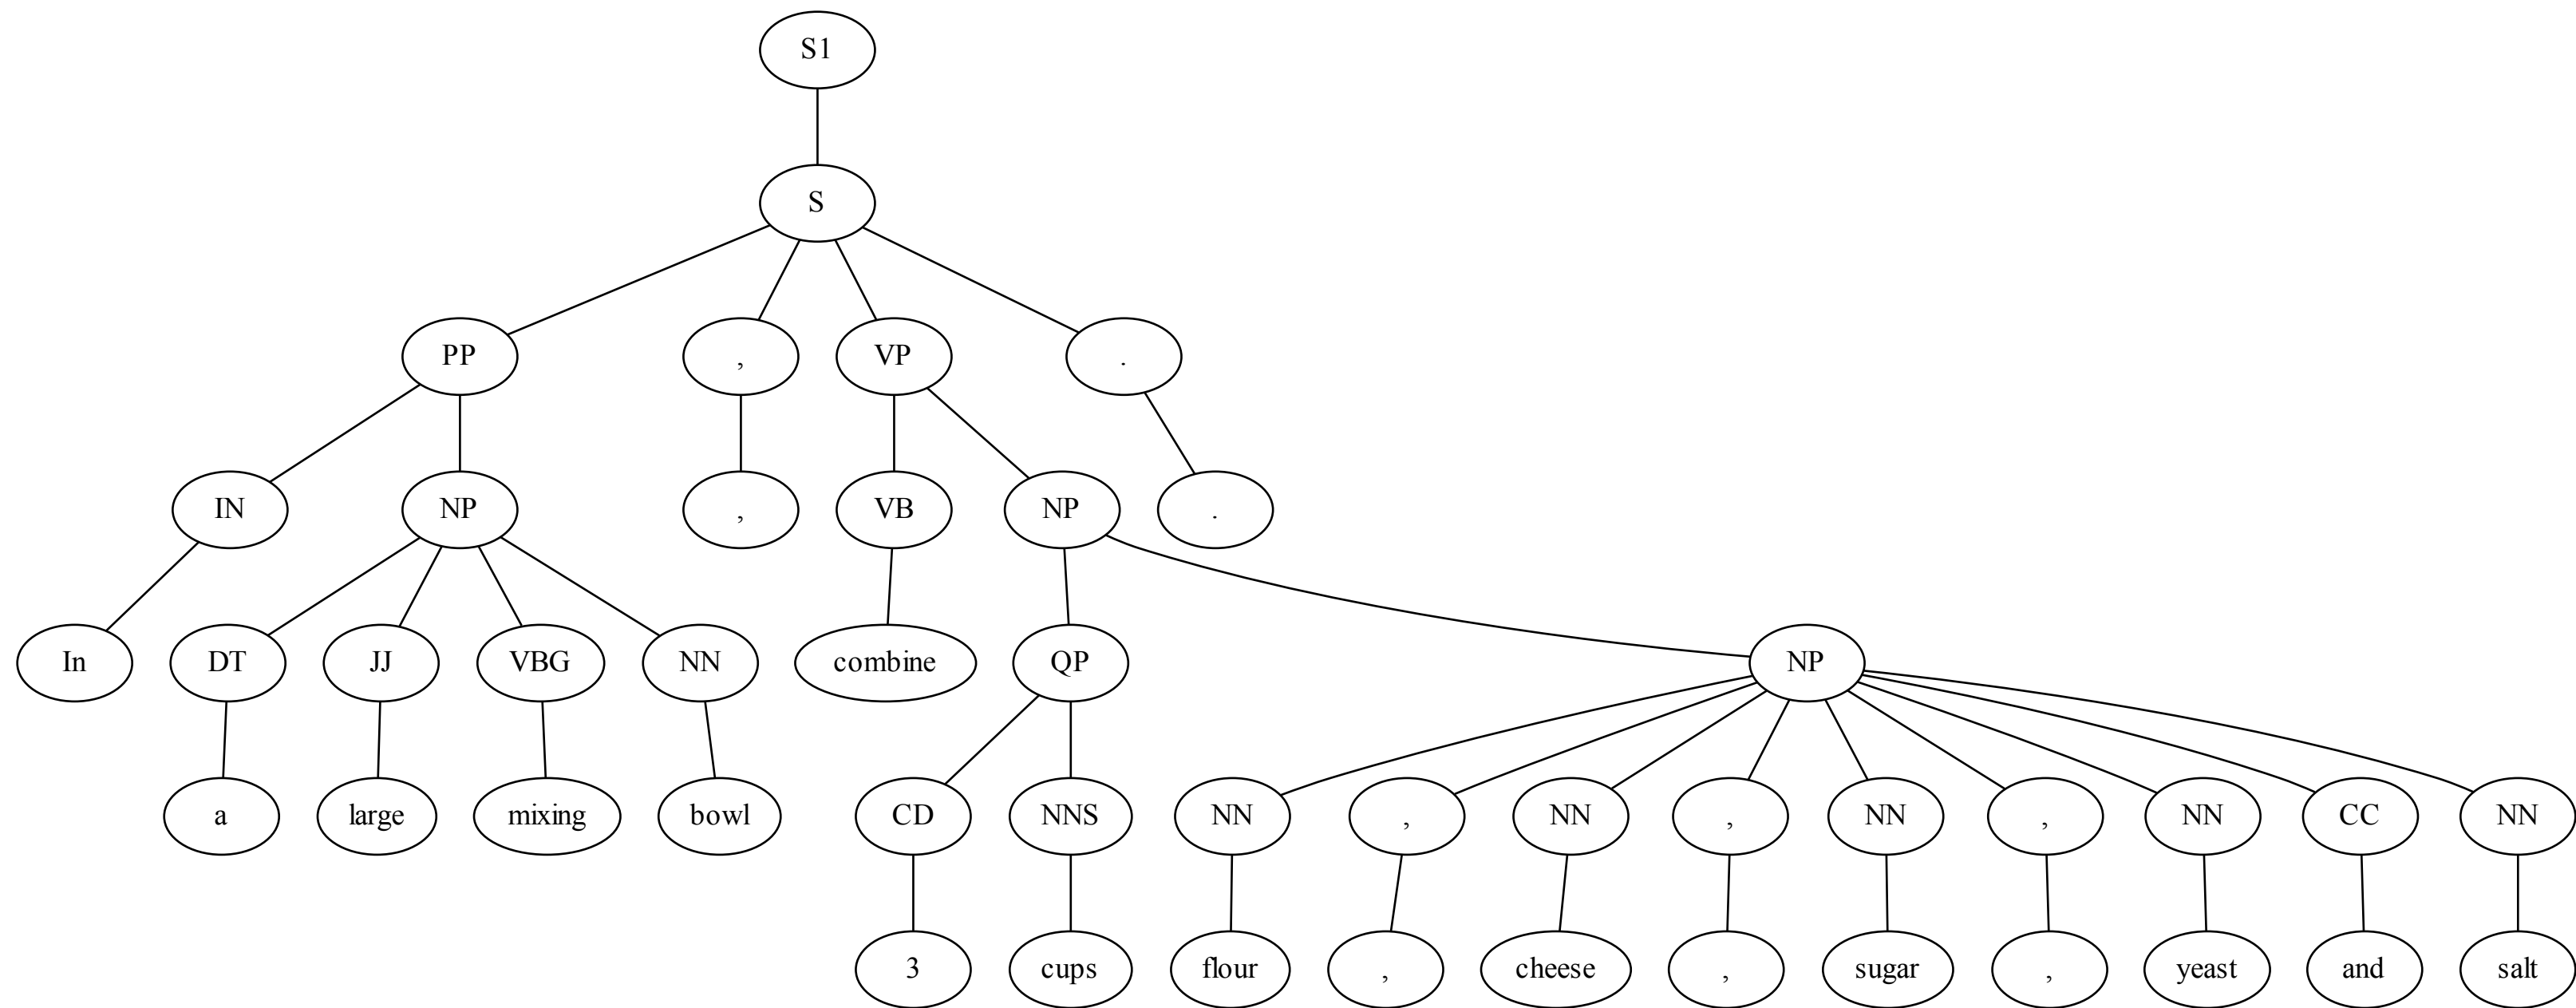 S1
S
PP , VP .
IN NP , VB NP .
In DT JJ VBG NN combine QP NP
a large mixing bowl CD NNS NN , NN , NN , NN CC NN
3 cups flour , cheese , sugar , yeast and salt